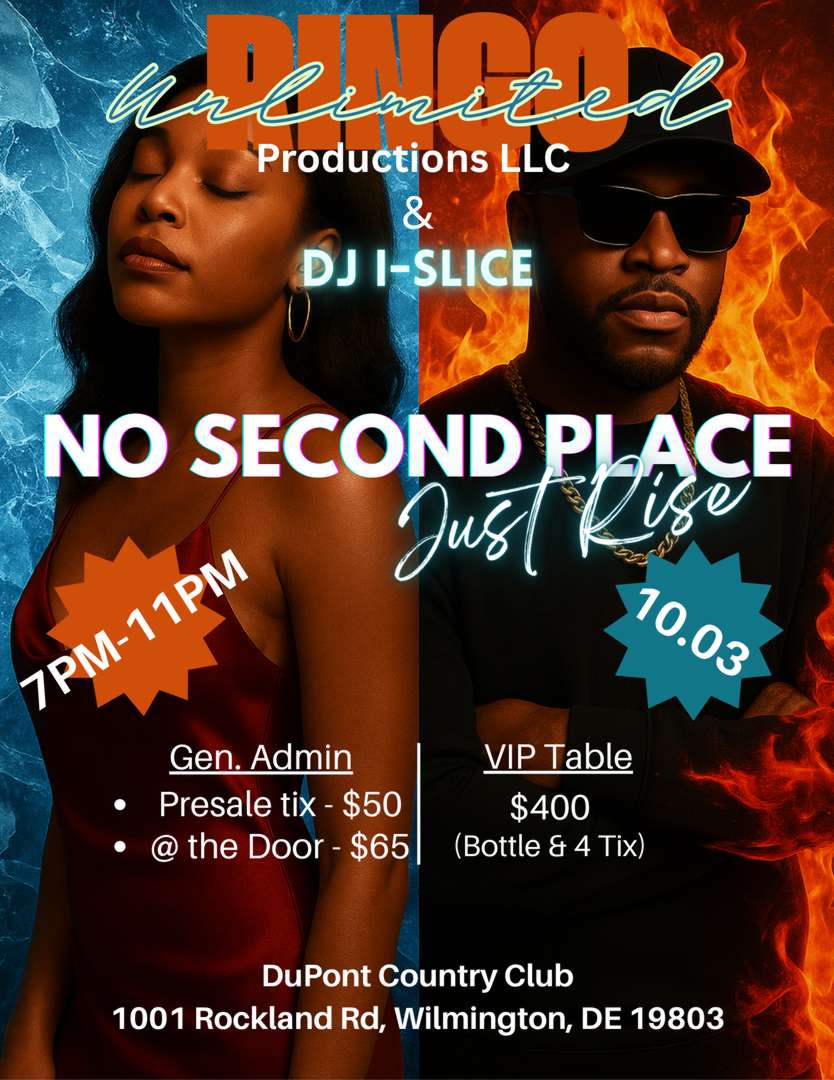 RINGO
Unlimited
Productions LLC
&
DJ I-SLICE
NO SECOND PLACE
Just Rise
7PM-11PM
10.03
Gen. Admin
• Presale tix - $50
• @ the Door - $65
VIP Table
$400
(Bottle & 4 Tix)
DuPont Country Club
1001 Rockland Rd, Wilmington, DE 19803